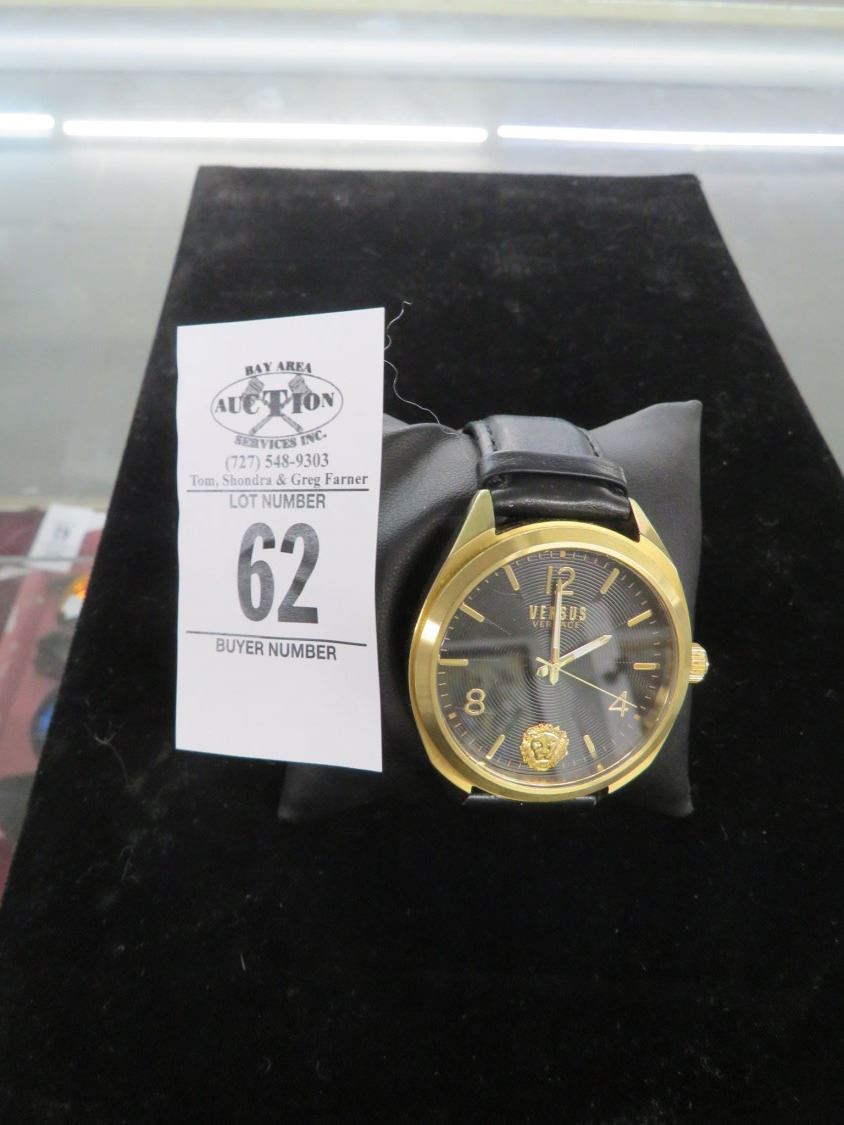 BAY AREA
AUCTION
SERVICES INC.
(727) 548-9303
Tom, Shondra & Greg Farner
LOT NUMBER
62
BUYER NUMBER
12
VERSUS
VERSACE
8
4